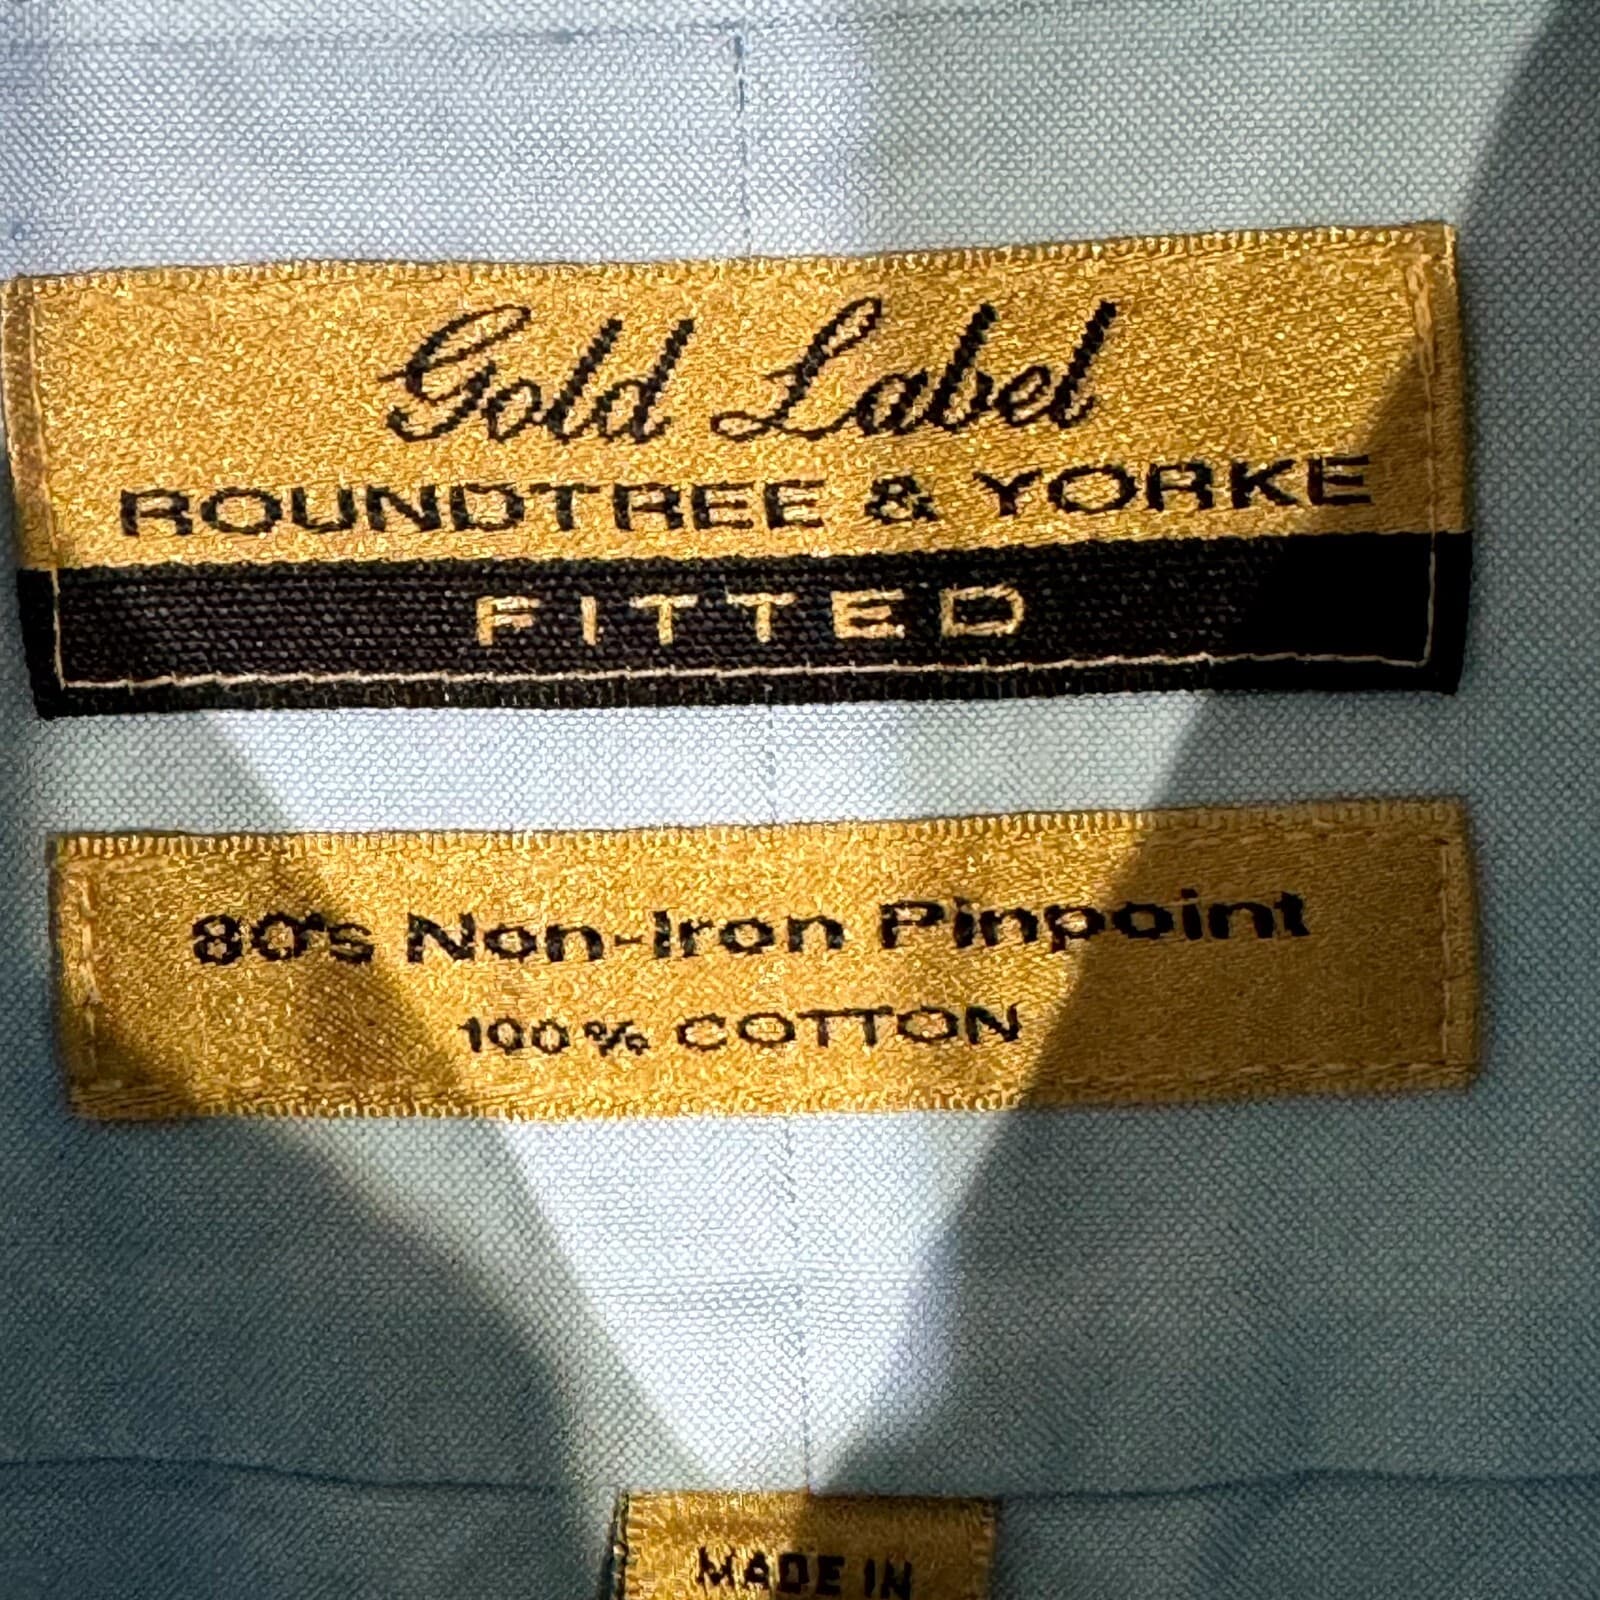 Gold Label
ROUNDTREE & YORKE
FITTED
80's Non-Iron Pinpoint
100% COTTON
MADE IN